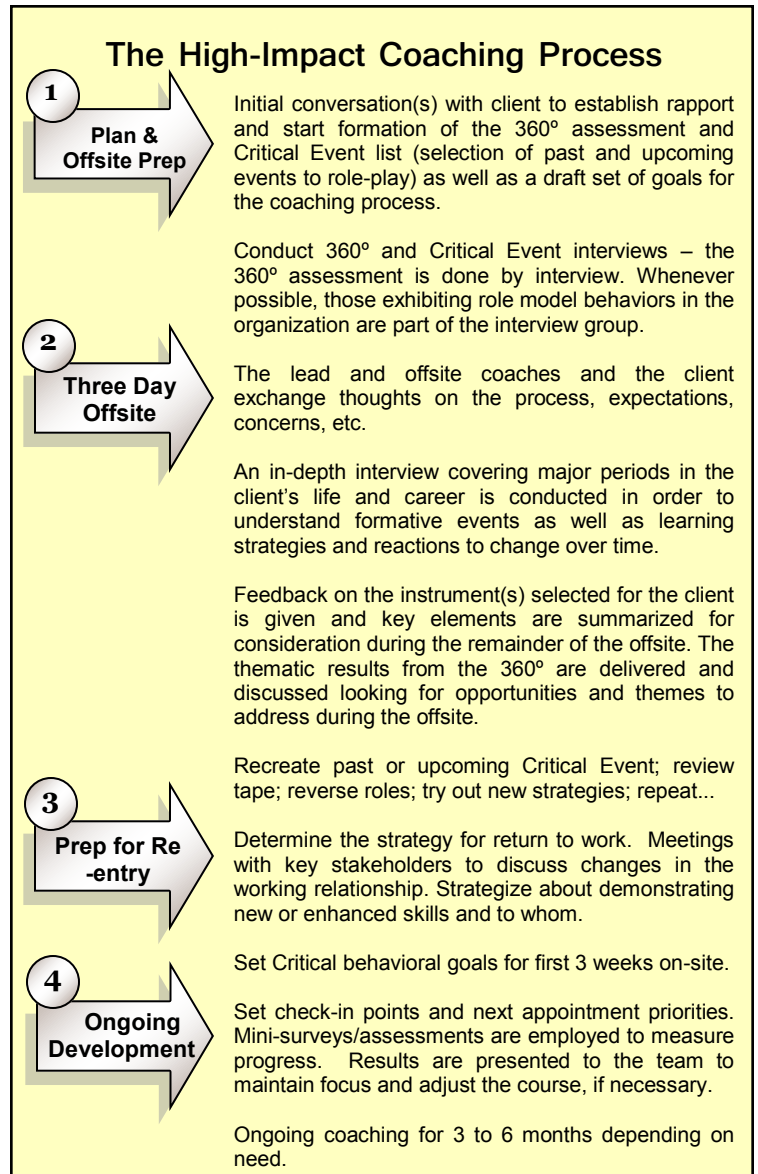 The High-Impact Coaching Process
1
Plan &
Offsite Prep
Initial conversation(s) with client to establish rapport
and start formation of the 360º assessment and
Critical Event list (selection of past and upcoming
events to role-play) as well as a draft set of goals for
the coaching process.
Conduct 360º and Critical Event interviews – the
360º assessment is done by interview. Whenever
possible, those exhibiting role model behaviors in the
organization are part of the interview group.
2
Three Day
Offsite
The lead and offsite coaches and the client
exchange thoughts on the process, expectations,
concerns, etc.
An in-depth interview covering major periods in the
client's life and career is conducted in order to
understand formative events as well as learning
strategies and reactions to change over time.
Feedback on the instrument(s) selected for the client
is given and key elements are summarized for
consideration during the remainder of the offsite. The
thematic results from the 360º are delivered and
discussed looking for opportunities and themes to
address during the offsite.
Recreate past or upcoming Critical Event; review
tape; reverse roles; try out new strategies; repeat...
3
Prep for Re
-entry
Determine the strategy for return to work. Meetings
with key stakeholders to discuss changes in the
working relationship. Strategize about demonstrating
new or enhanced skills and to whom.
Set Critical behavioral goals for first 3 weeks on-site.
4
Ongoing
Development
Set check-in points and next appointment priorities.
Mini-surveys/assessments are employed to measure
progress. Results are presented to the team to
maintain focus and adjust the course, if necessary.
Ongoing coaching for 3 to 6 months depending on
need.